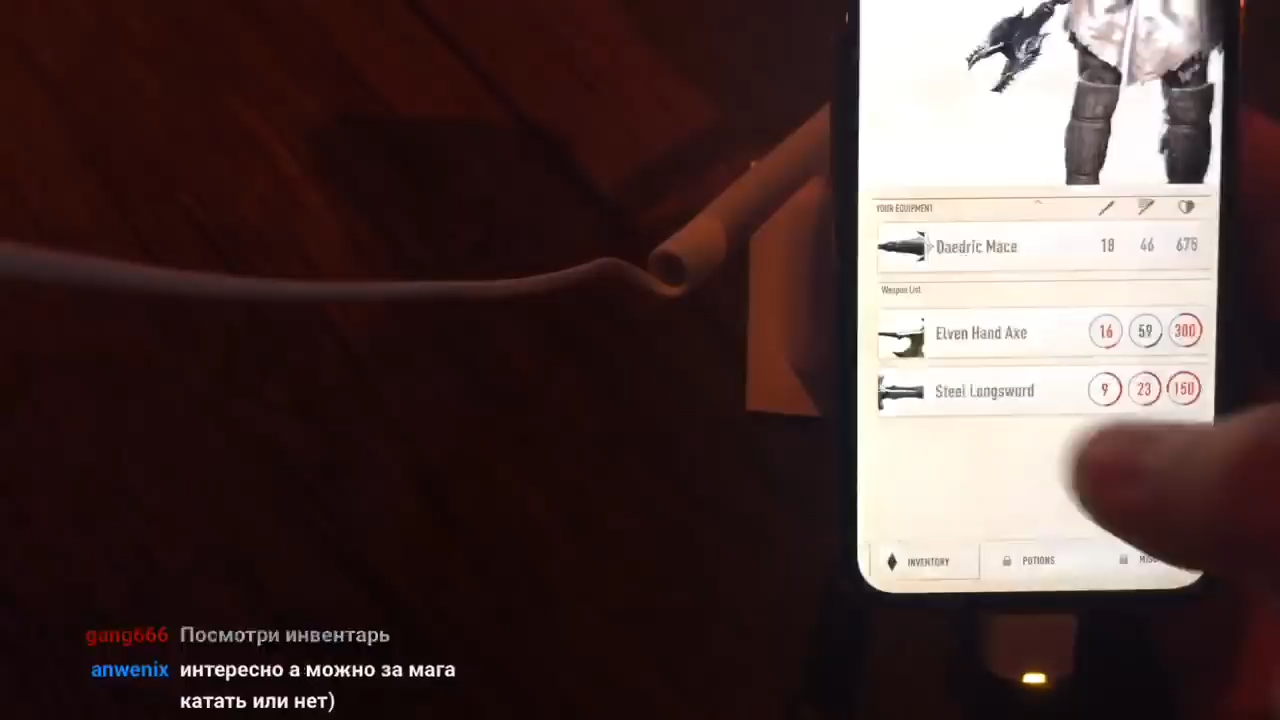 YOUR EQUIPMENT
Daedric Mace 18 46 675
Weapon List
Elven Hand Axe 16 59 300
Steel Longsword 9 23 150
INVENTORY POTIONS
gang666 Посмотри инвентарь
anwenix интересно а можно за мага
катать или нет)